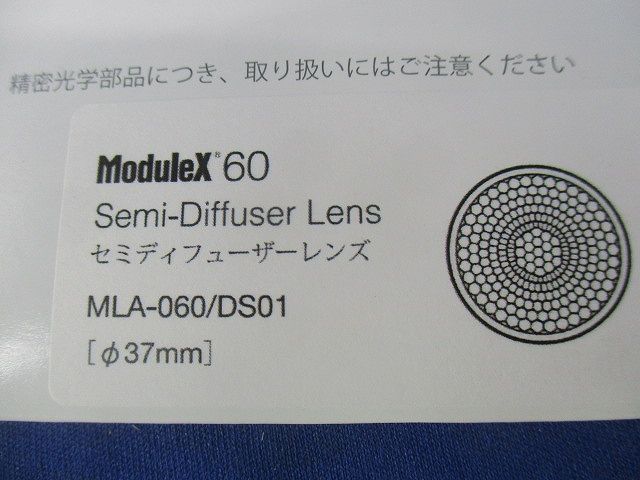 精密光学部品につき、取り扱いにはご注意ください
ModuleX® 60
Semi-Diffuser Lens
セミディフューザーレンズ
MLA-060/DS01
[φ37mm]